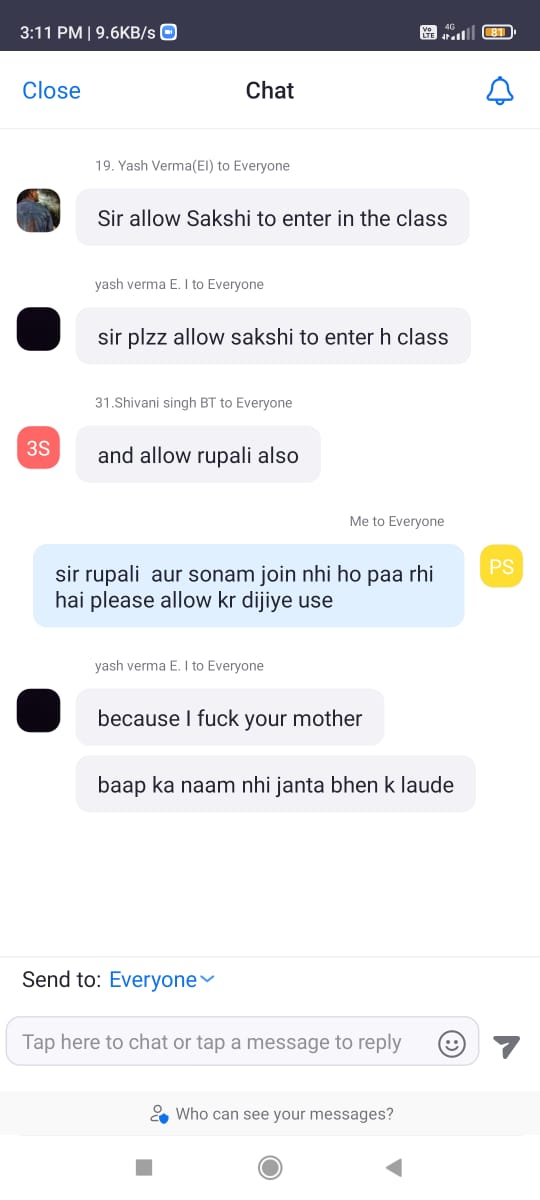 3:11 PM | 9.6KB/s
Vo LTE 4G 81
Close
Chat
19. Yash Verma(EI) to Everyone
Sir allow Sakshi to enter in the class
yash verma E. I to Everyone
sir plzz allow sakshi to enter h class
31.Shivani singh BT to Everyone
3S
and allow rupali also
Me to Everyone
sir rupali  aur sonam join nhi ho paa rhi
hai please allow kr dijiye use
PS
yash verma E. I to Everyone
because I fuck your mother
baap ka naam nhi janta bhen k laude
Send to: Everyone
Tap here to chat or tap a message to reply
Who can see your messages?